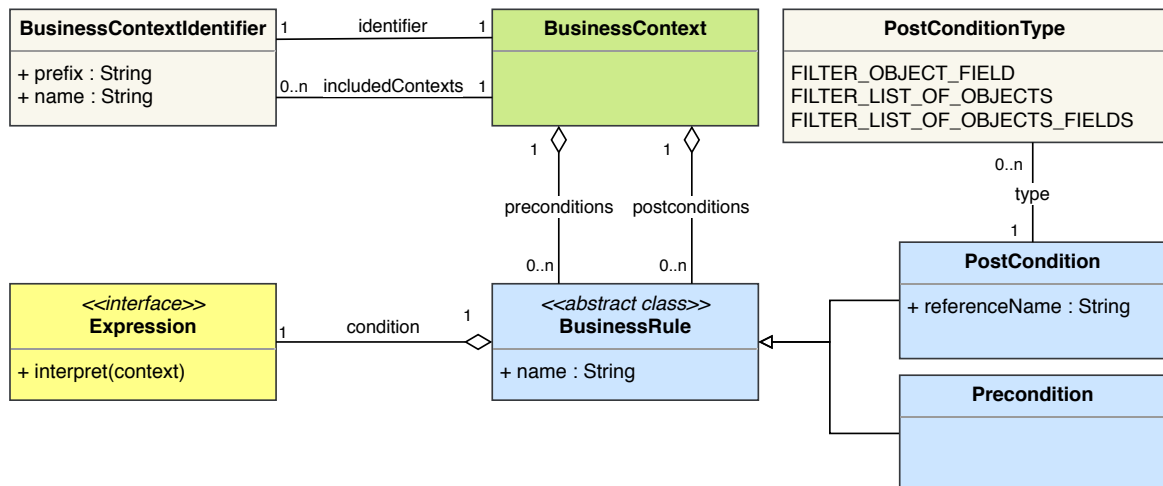 BusinessContextIdentifier
+ prefix : String
+ name : String
1
identifier
1
0..n
includedContexts
1
BusinessContext
PostConditionType
FILTER_OBJECT_FIELD
FILTER_LIST_OF_OBJECTS
FILTER_LIST_OF_OBJECTS_FIELDS
1
1
preconditions
postconditions
0..n
0..n
0..n
type
1
<<interface>>
Expression
+ interpret(context)
1
condition
1
<<abstract class>>
BusinessRule
+ name : String
PostCondition
+ referenceName : String
Precondition